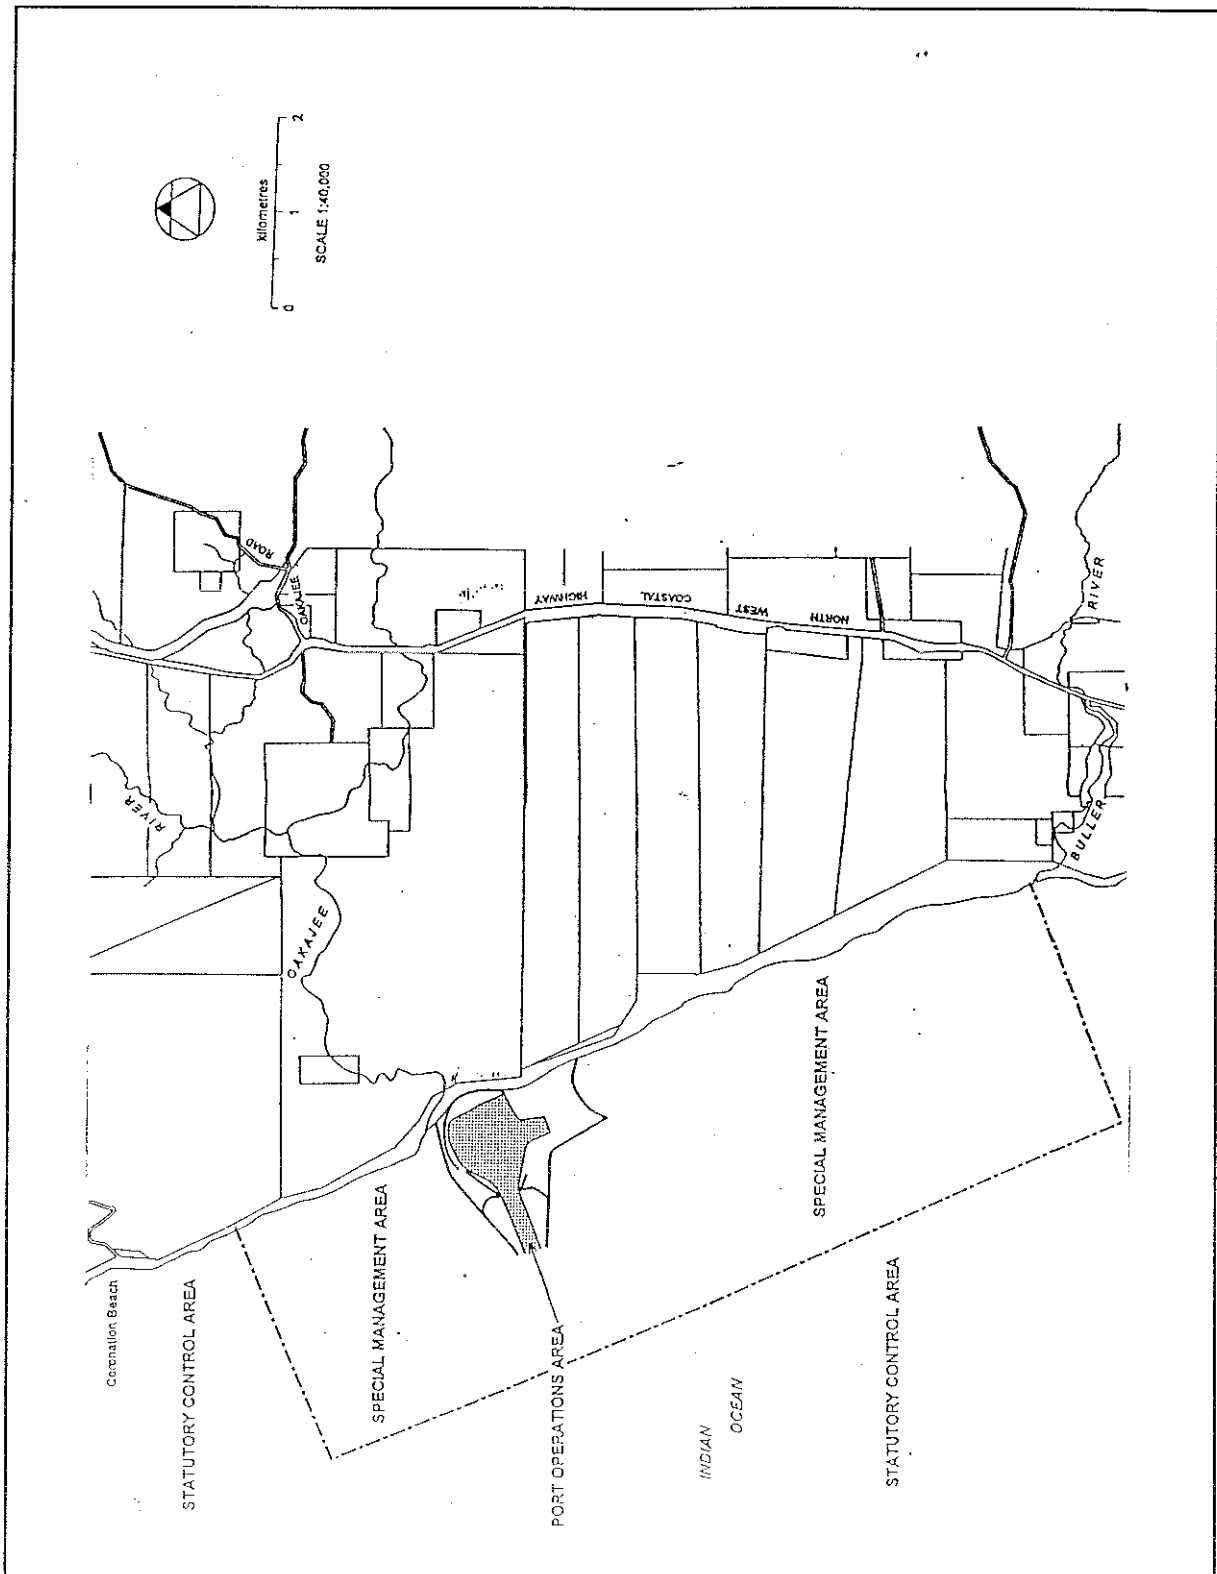 kilometres
0 1 2
SCALE 1:40,000
ROAD
OAKAJEE
RIVER
OAKAJEE
NORTH WEST COASTAL HIGHWAY
RIVER
BULLER
Coronation Beach
STATUTORY CONTROL AREA
SPECIAL MANAGEMENT AREA
PORT OPERATIONS AREA
SPECIAL MANAGEMENT AREA
INDIAN
OCEAN
STATUTORY CONTROL AREA